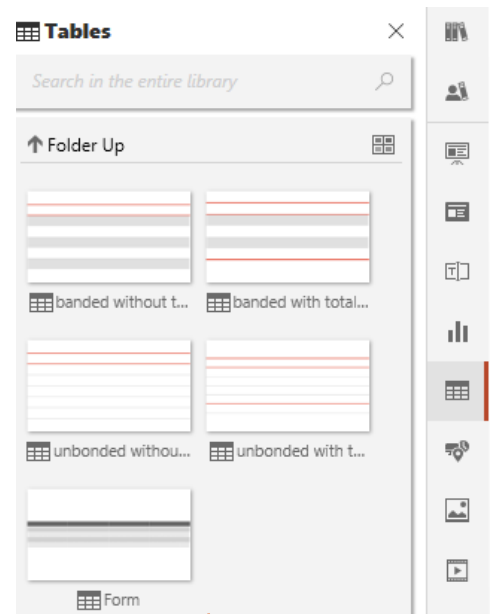 Tables
Search in the entire library
Folder Up
banded without t...
banded with total...
unbonded withou...
unbonded with t...
Form